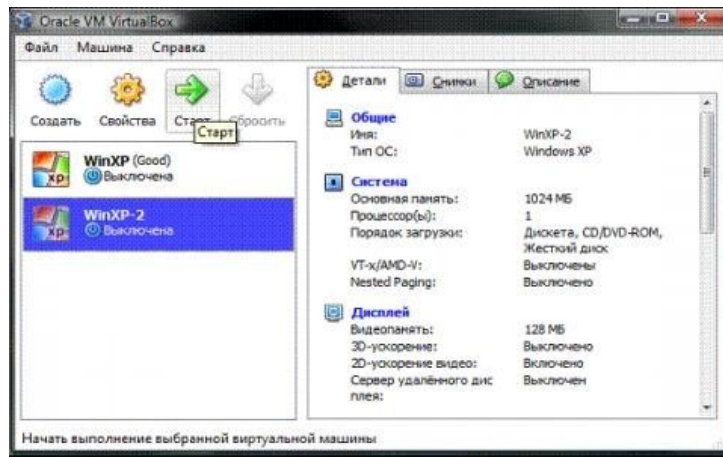 Oracle VM VirtualBox
Файл Машина Справка
Создать Свойства Старт Сбросить
Старт
WinXP (Good)
Выключена
WinXP-2
Выключена
Детали Снимки Описание
Общие
Имя: WinXP-2
Тип ОС: Windows XP
Система
Основная память: 1024 МБ
Процессор(ы): 1
Порядок загрузки: Дискета, CD/DVD-ROM,
Жесткий диск
VT-x/AMD-V: Выключены
Nested Paging: Выключено
Дисплей
Видеопамять: 128 МБ
3D-ускорение: Выключено
2D-ускорение видео: Включено
Сервер удалённого дис Выключен
плея:
Начать выполнение выбранной виртуальной машины